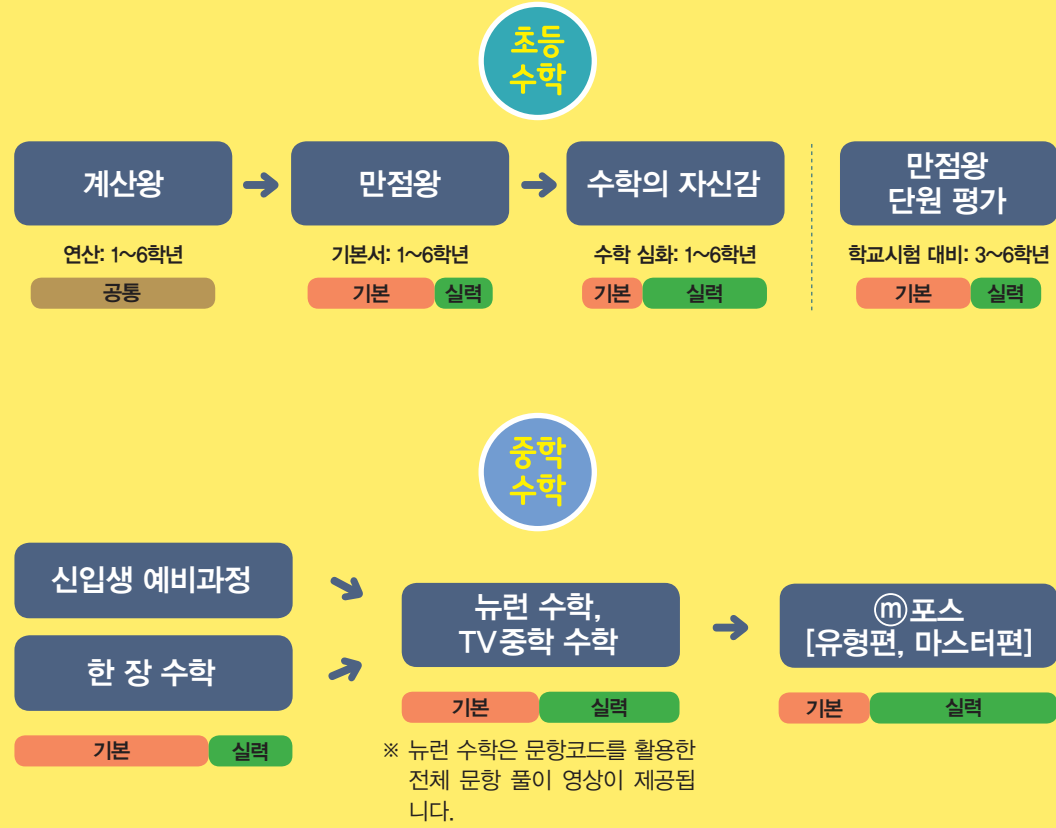 초등
수학
계산왕
만점왕
수학의 자신감
만점왕
단원 평가
연산: 1~6학년
기본서: 1~6학년
수학 심화: 1~6학년
학교시험 대비: 3~6학년
공통
기본 실력
기본 실력
기본 실력
중학
수학
신입생 예비과정
한 장 수학
기본 실력
뉴런 수학,
TV중학 수학
기본 실력
※ 뉴런 수학은 문항코드를 활용한
전체 문항 풀이 영상이 제공됩
니다.
ⓜ포스
[유형편, 마스터편]
기본 실력